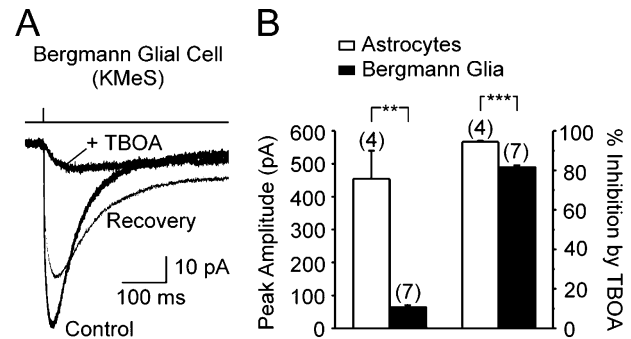 A
Bergmann Glial Cell
(KMeS)
+ TBOA
Recovery
10 pA
100 ms
Control
B
Astrocytes
Bergmann Glia
**
***
(4)
(7)
(4)
(7)
Peak Amplitude (pA)
600
500
400
300
200
100
0
100
80
60
40
20
0
% Inhibition by TBOA